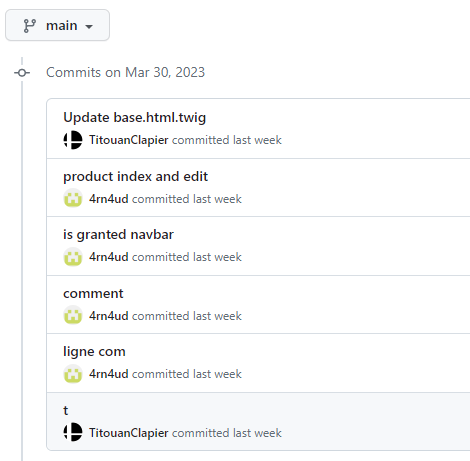 main
Commits on Mar 30, 2023
Update base.html.twig
TitouanClapier committed last week
product index and edit
4rn4ud committed last week
is granted navbar
4rn4ud committed last week
comment
4rn4ud committed last week
ligne com
4rn4ud committed last week
t
TitouanClapier committed last week